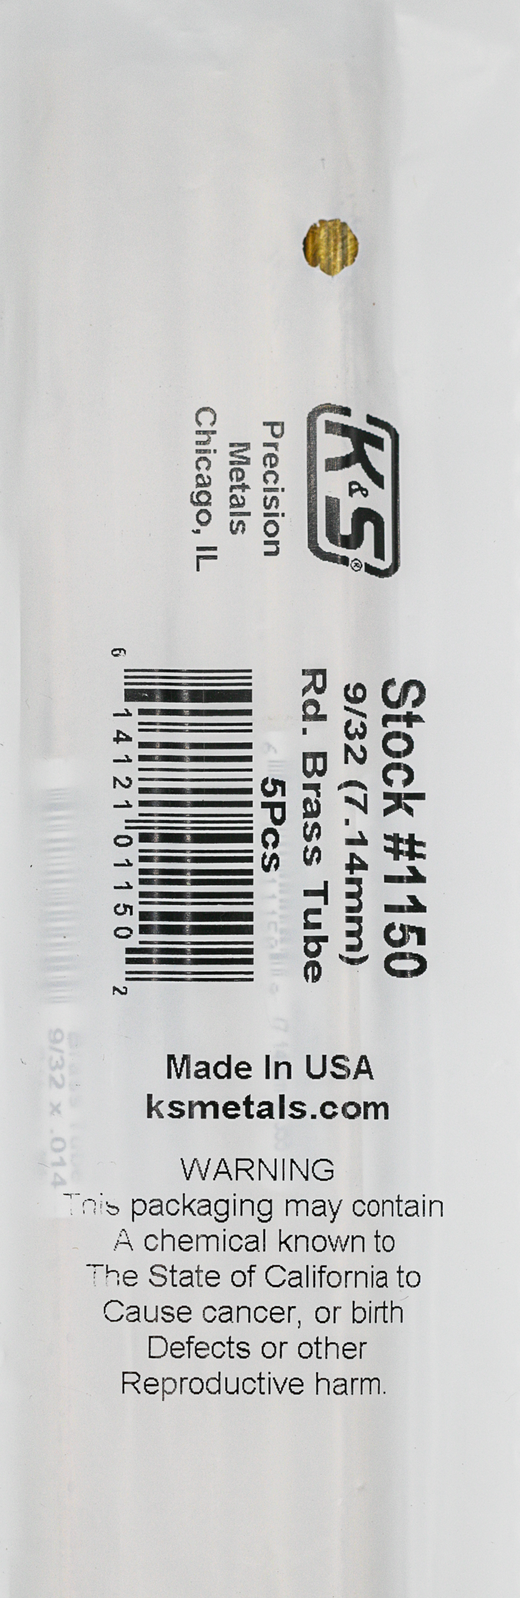 K&S®
Precision
Metals
Chicago, IL
Stock #1150
9/32 (7.14mm)
Rd. Brass Tube
5Pcs
6 14121 01150 2
Made In USA
ksmetals.com
WARNING
This packaging may contain
A chemical known to
The State of California to
Cause cancer, or birth
Defects or other
Reproductive harm.
9/32 x .014